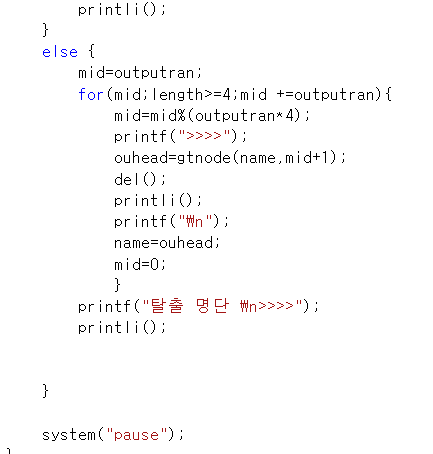 printli();
}
else {
mid=outputran;
for(mid;length>=4;mid +=outputran){
mid=mid%(outputran*4);
printf(">>>>");
ouhead=gtnode(name,mid+1);
del();
printli();
printf("₩n");
name=ouhead;
mid=0;
}
printf("탈출 명단 ₩n>>>>");
printli();
}
system("pause");